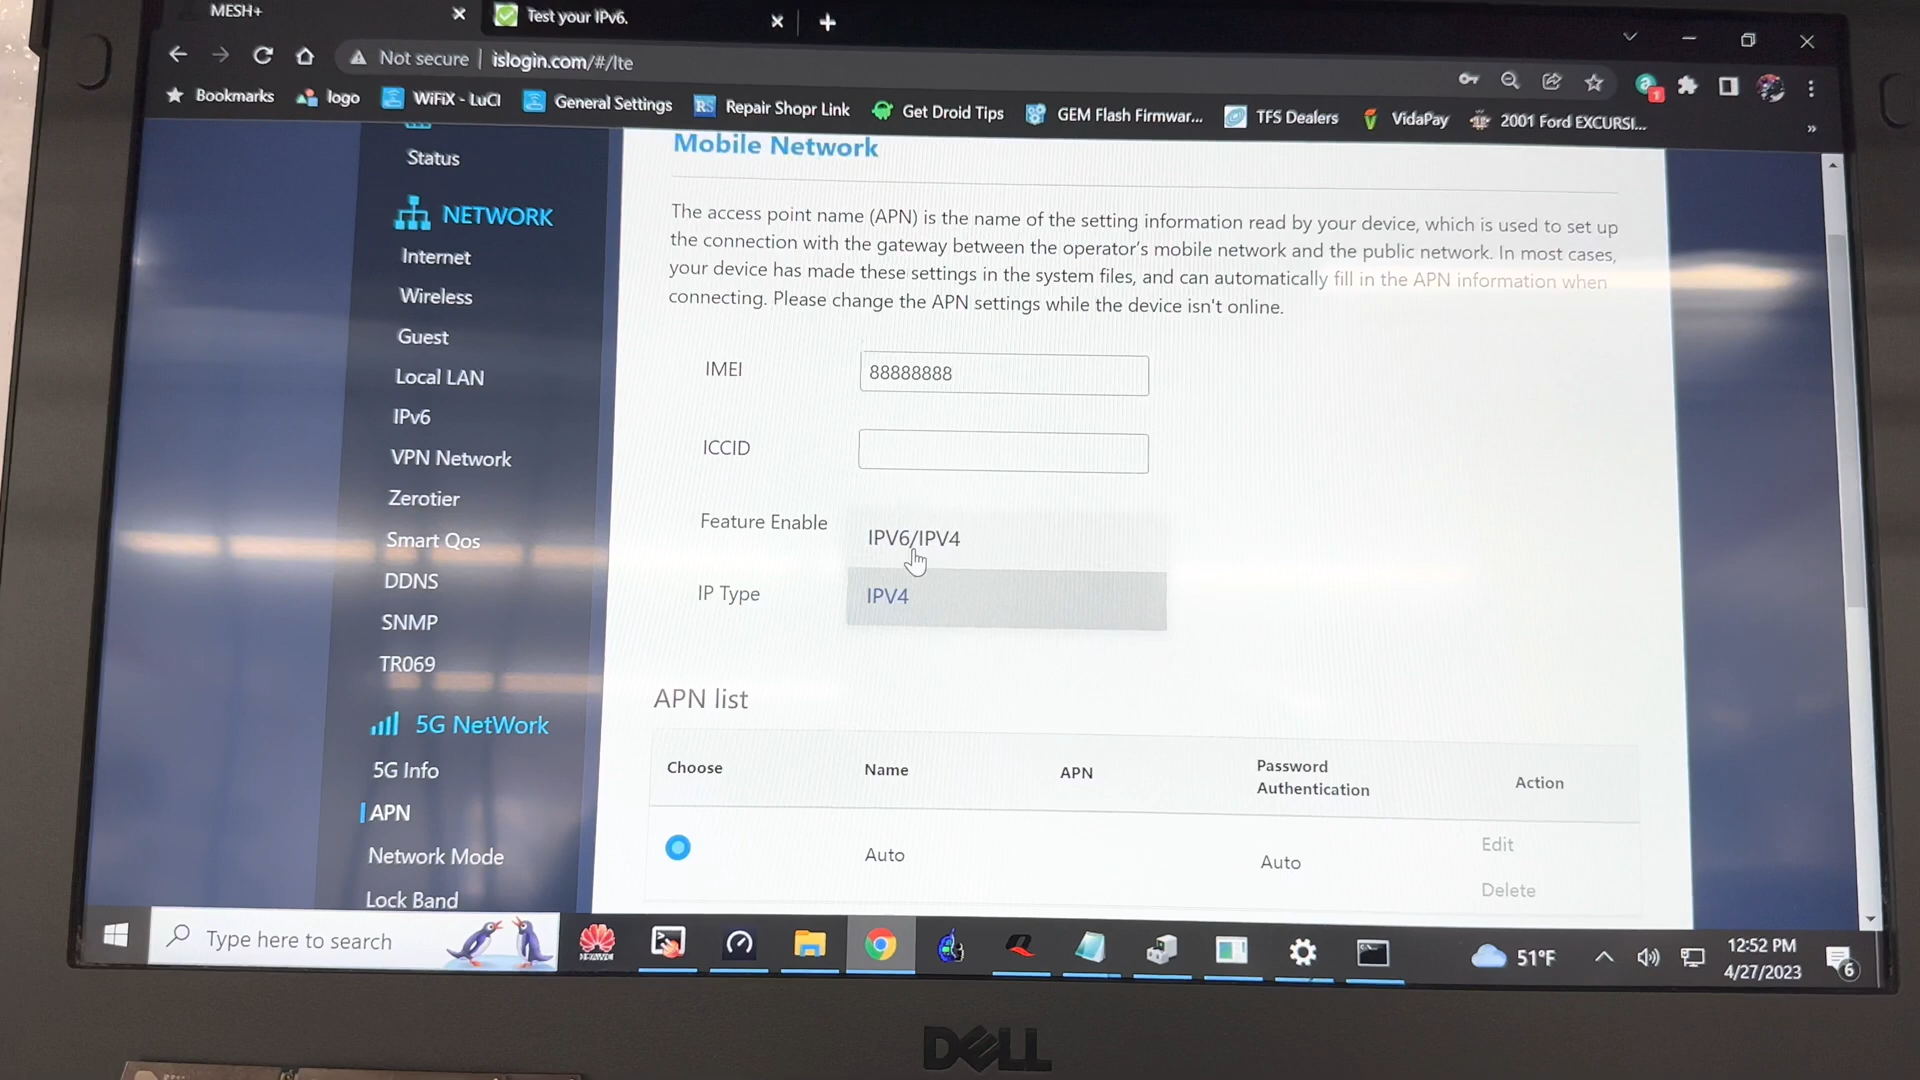 MESH+
Test your IPv6.
Not secure
islogin.com/#/lte
Bookmarks
logo
WiFiX - LuCI
General Settings
Repair Shopr Link
Get Droid Tips
GEM Flash Firmwar...
TFS Dealers
VidaPay
2001 Ford EXCURSI...
»
Status
NETWORK
Internet
Wireless
Guest
Local LAN
IPv6
VPN Network
Zerotier
Smart Qos
DDNS
SNMP
TR069
5G NetWork
5G Info
APN
Network Mode
Lock Band
Mobile Network
The access point name (APN) is the name of the setting information read by your device, which is used to set up
the connection with the gateway between the operator's mobile network and the public network. In most cases,
your device has made these settings in the system files, and can automatically fill in the APN information when
connecting. Please change the APN settings while the device isn't online.
IMEI
88888888
ICCID
Feature Enable
IPV6/IPV4
IP Type
IPV4
APN list
Choose
Name
APN
Password
Authentication
Action
Auto
Auto
Edit
Delete
Type here to search
HUAWEI
51°F
12:52 PM
4/27/2023
6
DELL